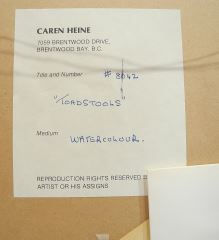 CAREN HEINE
7059 BRENTWOOD DRIVE,
BRENTWOOD BAY, B.C.
Title and Number # 8042
"TOADSTOOLS"
Medium
WATERCOLOUR.
REPRODUCTION RIGHTS RESERVED
ARTIST OR HIS ASSIGNS